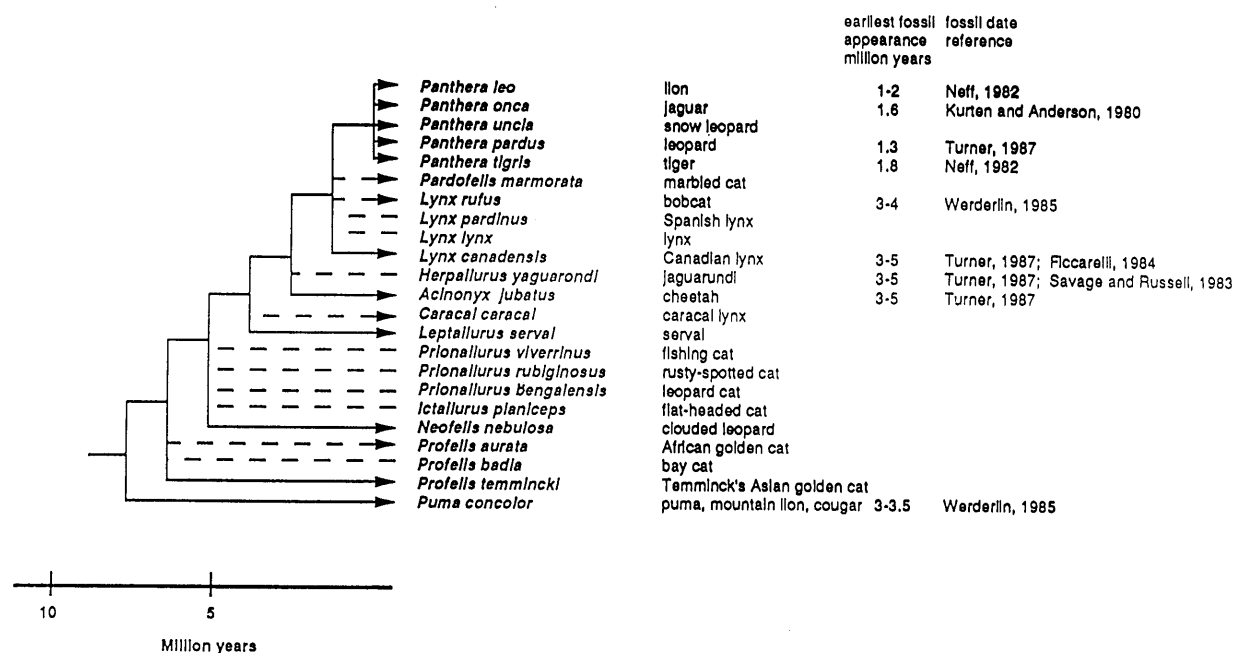 earliest fossil fossil date
appearance reference
million years
Panthera leo lion 1-2 Neff, 1982
Panthera onca jaguar 1.6 Kurten and Anderson, 1980
Panthera uncia snow leopard
Panthera pardus leopard 1.3 Turner, 1987
Panthera tigris tiger 1.8 Neff, 1982
Pardofelis marmorata marbled cat
Lynx rufus bobcat 3-4 Werderlin, 1985
Lynx pardinus Spanish lynx
Lynx lynx lynx
Lynx canadensis Canadian lynx 3-5 Turner, 1987; Ficcarelli, 1984
Herpailurus yaguarondi jaguarundi 3-5 Turner, 1987; Savage and Russell, 1983
Acinonyx jubatus cheetah 3-5 Turner, 1987
Caracal caracal caracal lynx
Leptailurus serval serval
Prionailurus viverrinus fishing cat
Prionailurus rubiginosus rusty-spotted cat
Prionailurus bengalensis leopard cat
Ictailurus planiceps flat-headed cat
Neofelis nebulosa clouded leopard
Profelis aurata African golden cat
Profelis badia bay cat
Profelis temmincki Temminck's Asian golden cat
Puma concolor puma, mountain lion, cougar 3-3.5 Werderlin, 1985
10 5
Million years